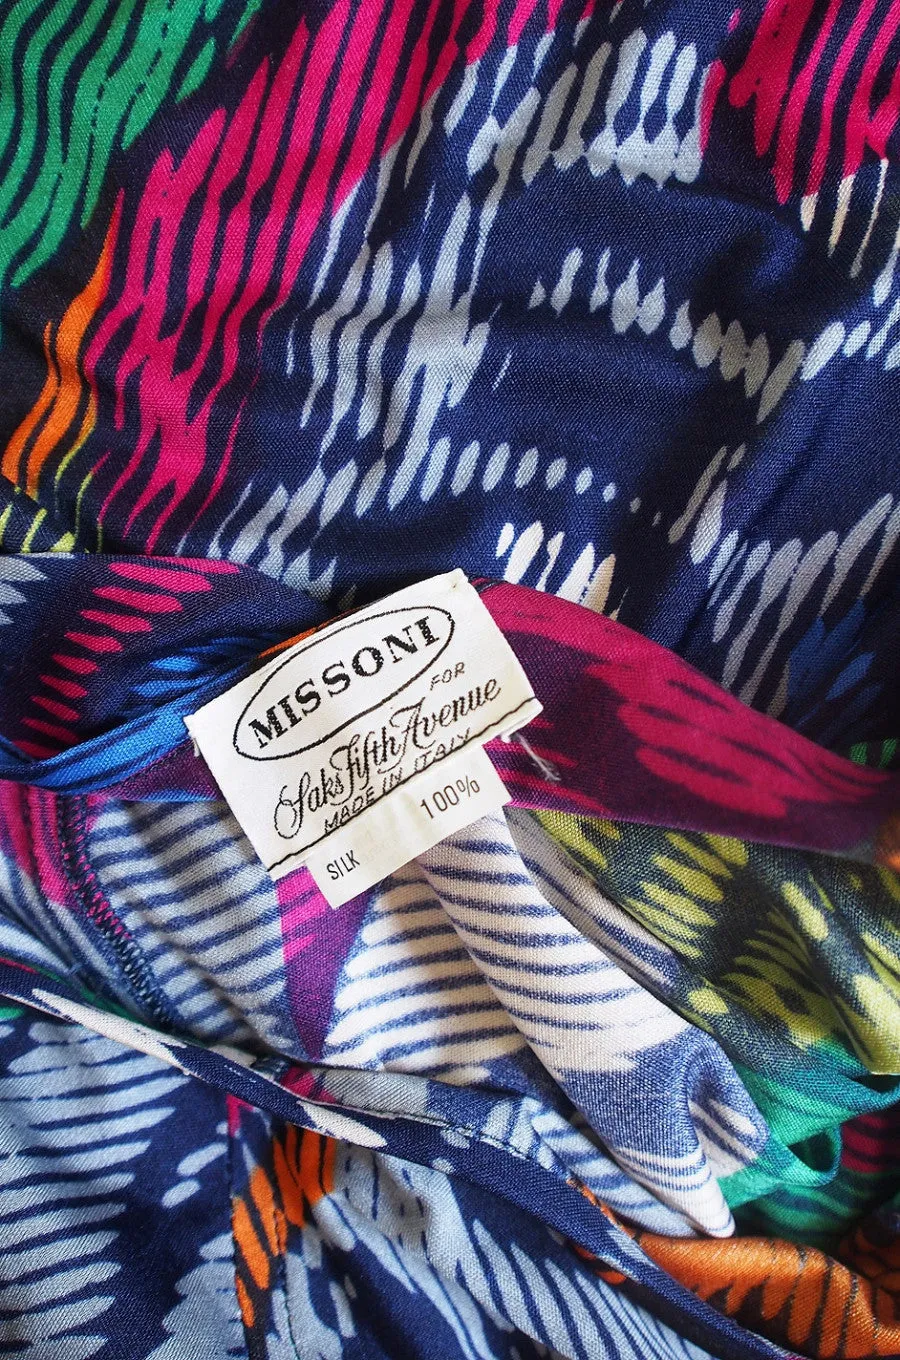 MISSONI
FOR
Saks Fifth Avenue
MADE IN ITALY
SILK 100%